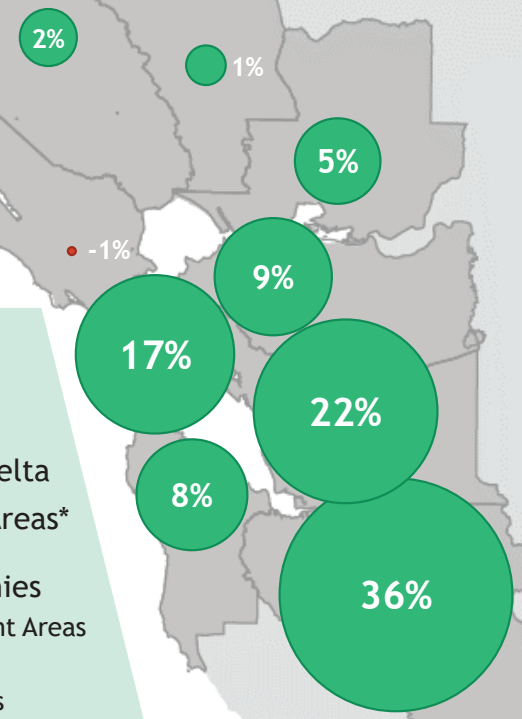 2%
1%
5%
-1%
9%
17%
22%
8%
36%
elta
reas*
nies
nt Areas
s